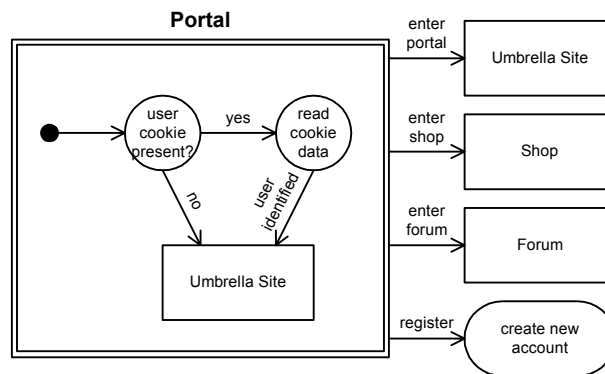 Portal
user
cookie
present?
yes
read
cookie
data
no
user
identified
Umbrella Site
enter
portal
Umbrella Site
enter
shop
Shop
enter
forum
Forum
register
create new
account